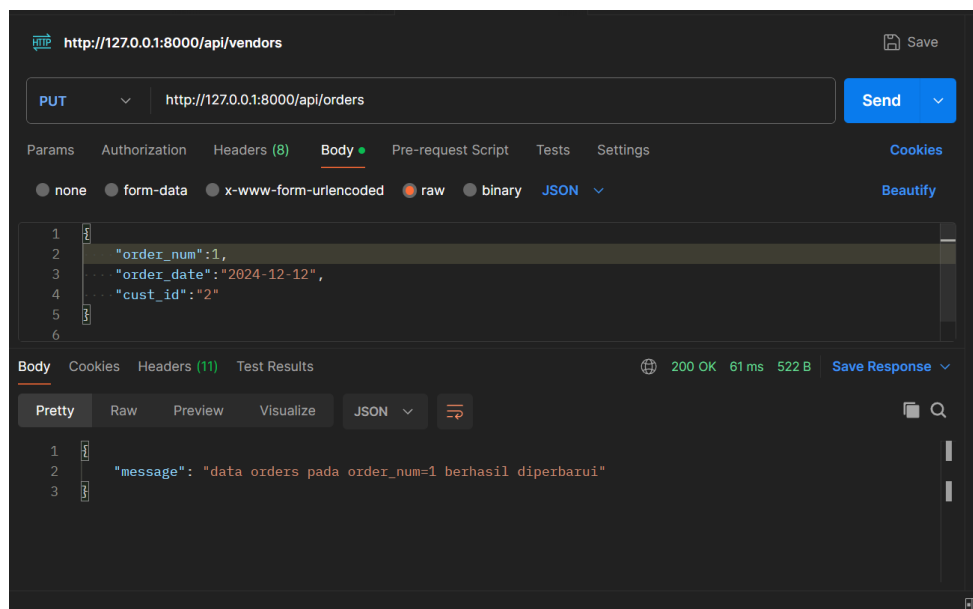 HTTP http://127.0.0.1:8000/api/vendors Save
PUT http://127.0.0.1:8000/api/orders Send
Params Authorization Headers (8) Body Pre-request Script Tests Settings Cookies
none form-data x-www-form-urlencoded raw binary JSON Beautify
1 {
2 "order_num":1,
3 "order_date":"2024-12-12",
4 "cust_id":"2"
5 }
6
Body Cookies Headers (11) Test Results 200 OK 61 ms 522 B Save Response
Pretty Raw Preview Visualize JSON
1 {
2 "message": "data orders pada order_num=1 berhasil diperbarui"
3 }